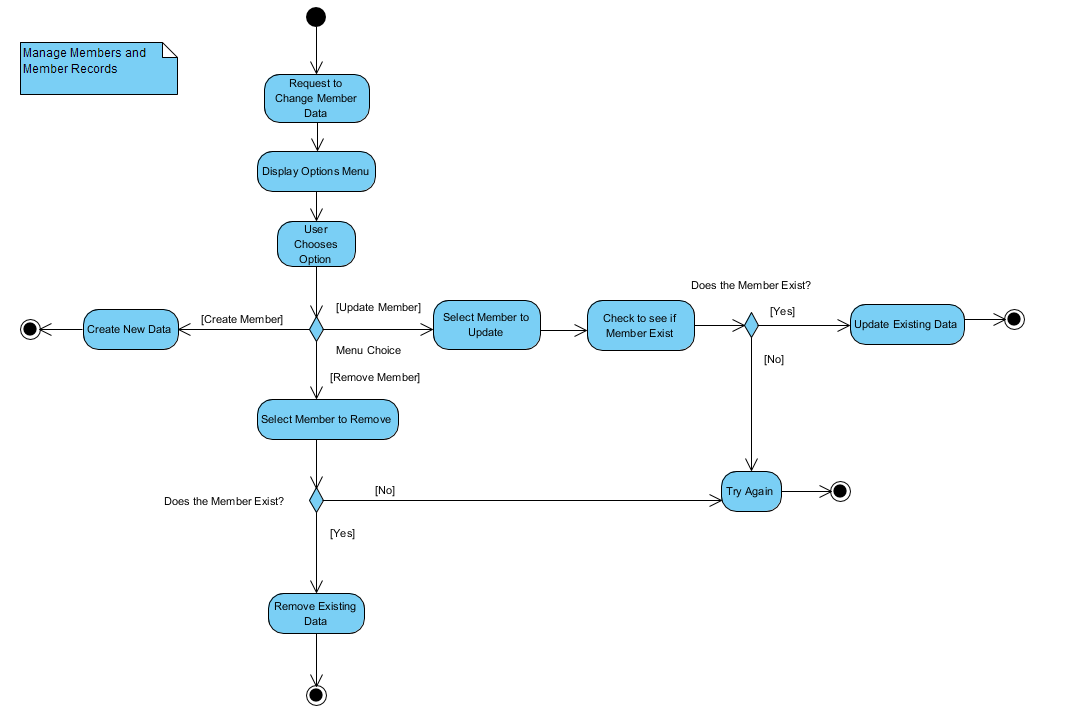 Manage Members and
Member Records
Request to
Change Member
Data
Display Options Menu
User
Chooses
Option
Does the Member Exist?
[Create Member]
[Update Member]
Create New Data
Select Member to
Update
Check to see if
Member Exist
[Yes]
Update Existing Data
Menu Choice
[No]
[Remove Member]
Select Member to Remove
Does the Member Exist?
[No]
Try Again
[Yes]
Remove Existing
Data